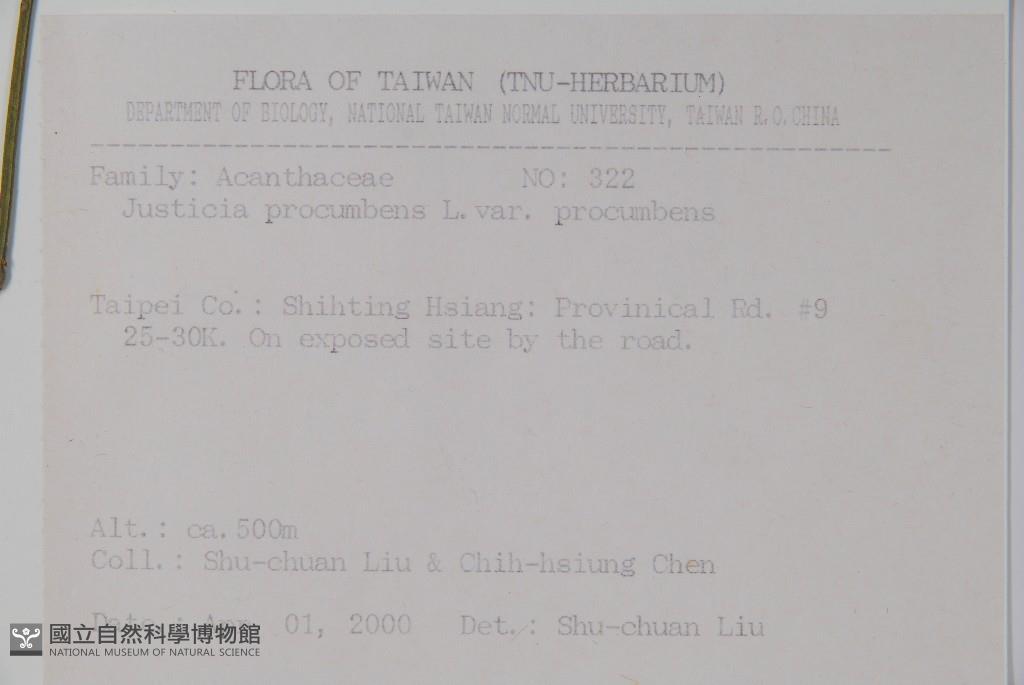 FLORA OF TAIWAN (TNU-HERBARIUM)
DEPARTMENT OF BIOLOGY, NATIONAL TAIWAN NORMAL UNIVERSITY, TAIWAN R.O.CHINA
Family: Acanthaceae NO: 322
Justicia procumbens L.var. procumbens
Taipei Co.: Shihting Hsiang: Provinical Rd. #9
25-30K. On exposed site by the road.
Alt.: ca.500m
Coll.: Shu-chuan Liu & Chih-hsiung Chen
Date.: Apr. 01, 2000 Det.: Shu-chuan Liu
國立自然科學博物館
NATIONAL MUSEUM OF NATURAL SCIENCE